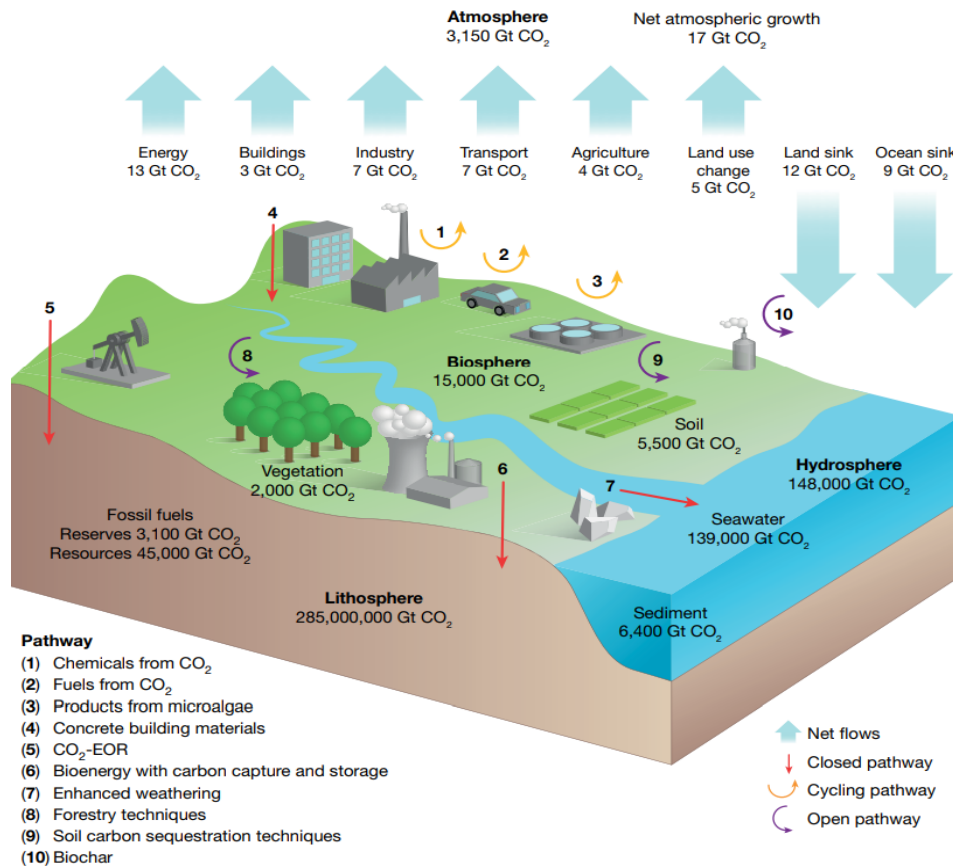 Atmosphere
3,150 Gt CO₂
Net atmospheric growth
17 Gt CO₂
Energy
13 Gt CO₂
Buildings
3 Gt CO₂
Industry
7 Gt CO₂
Transport
7 Gt CO₂
Agriculture
4 Gt CO₂
Land use
change
5 Gt CO₂
Land sink
12 Gt CO₂
Ocean sink
9 Gt CO₂
4
1
2
3
5
10
8
9
Biosphere
15,000 Gt CO₂
Soil
5,500 Gt CO₂
Vegetation
2,000 Gt CO₂
6
7
Hydrosphere
148,000 Gt CO₂
Seawater
139,000 Gt CO₂
Fossil fuels
Reserves 3,100 Gt CO₂
Resources 45,000 Gt CO₂
Lithosphere
285,000,000 Gt CO₂
Sediment
6,400 Gt CO₂
Pathway
(1) Chemicals from CO₂
(2) Fuels from CO₂
(3) Products from microalgae
(4) Concrete building materials
(5) CO₂-EOR
(6) Bioenergy with carbon capture and storage
(7) Enhanced weathering
(8) Forestry techniques
(9) Soil carbon sequestration techniques
(10) Biochar
Net flows
Closed pathway
Cycling pathway
Open pathway